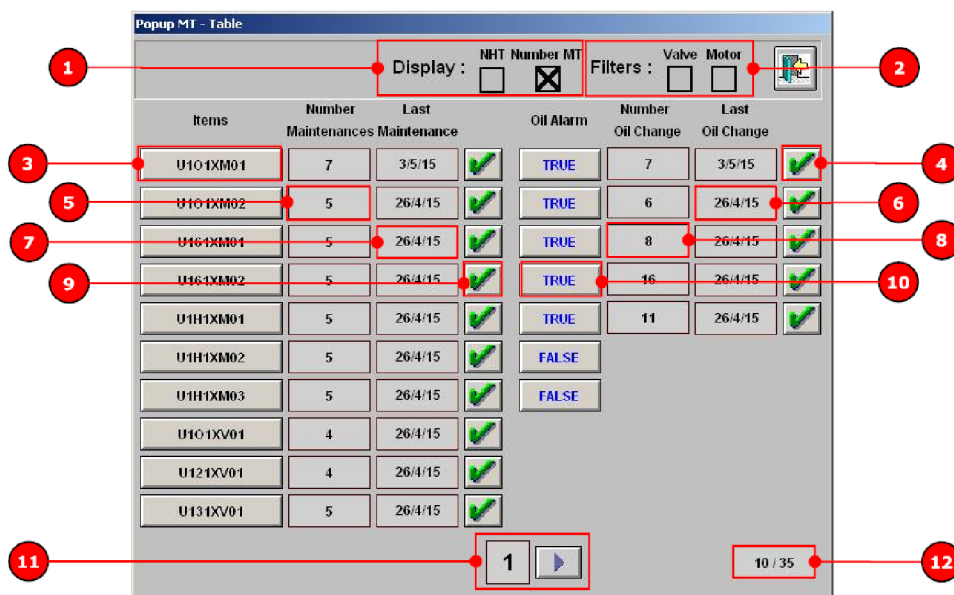 Popup MT - Table
1
Display :
NHT
Number MT
Filters :
Valve
Motor
2
Items
Number Maintenances
Last Maintenance
Oil Alarm
Number Oil Change
Last Oil Change
3
U1O1XM01 7 3/5/15 TRUE 7 3/5/15
4
5
U1O1XM02 5 26/4/15 TRUE 6 26/4/15
6
7
U161XM01 5 26/4/15 TRUE 8 26/4/15
8
9
U161XM02 5 26/4/15 TRUE 16 26/4/15
10
U1H1XM01 5 26/4/15 TRUE 11 26/4/15
U1H1XM02 5 26/4/15 FALSE
U1H1XM03 5 26/4/15 FALSE
U1O1XV01 4 26/4/15
U121XV01 4 26/4/15
U131XV01 5 26/4/15
11
1
10 / 35
12